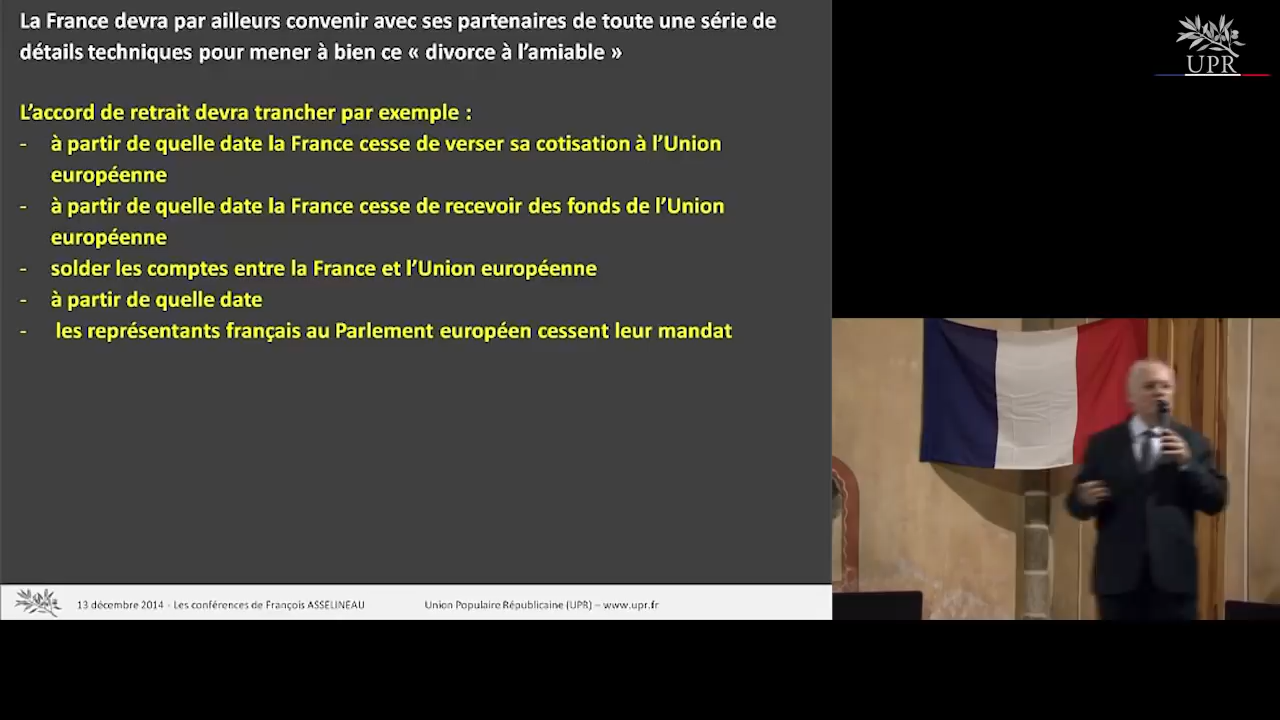 La France devra par ailleurs convenir avec ses partenaires de toute une série de
détails techniques pour mener à bien ce « divorce à l'amiable »
L'accord de retrait devra trancher par exemple :
- à partir de quelle date la France cesse de verser sa cotisation à l'Union
européenne
- à partir de quelle date la France cesse de recevoir des fonds de l'Union
européenne
- solder les comptes entre la France et l'Union européenne
- à partir de quelle date
- les représentants français au Parlement européen cessent leur mandat
13 décembre 2014 - Les conférences de François ASSELINEAU
Union Populaire Républicaine (UPR) – www.upr.fr
UPR